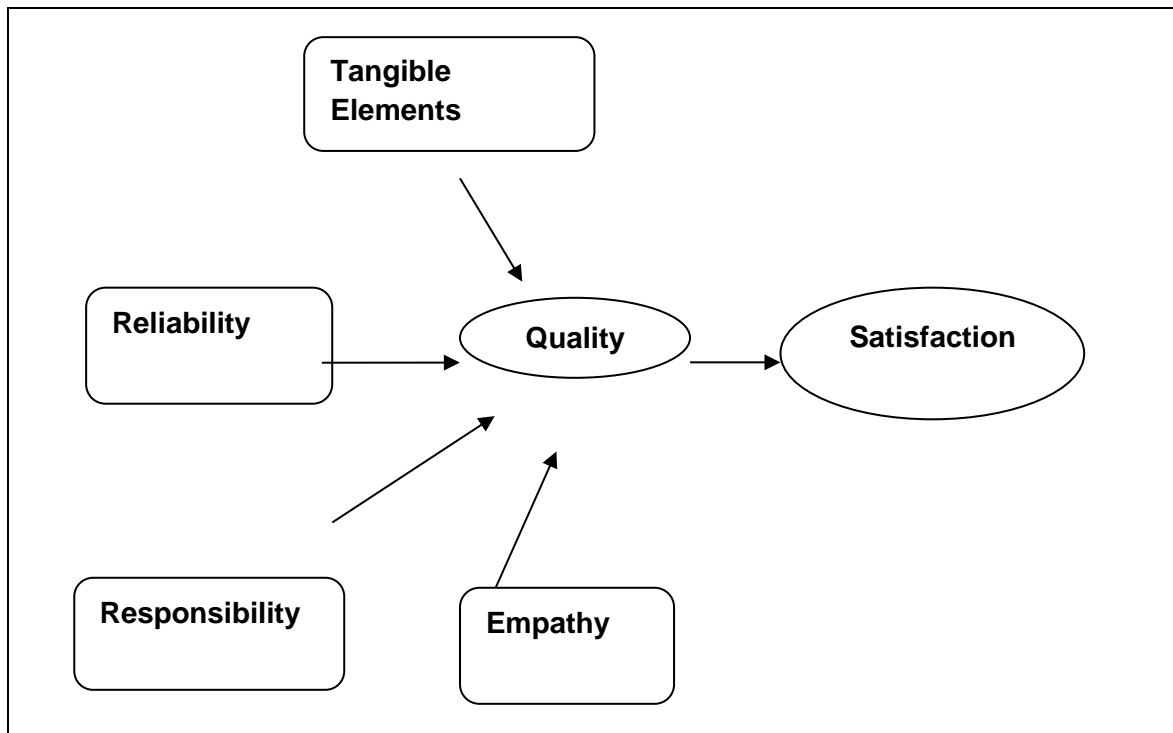 Tangible
Elements
Reliability
Quality
Satisfaction
Responsibility
Empathy